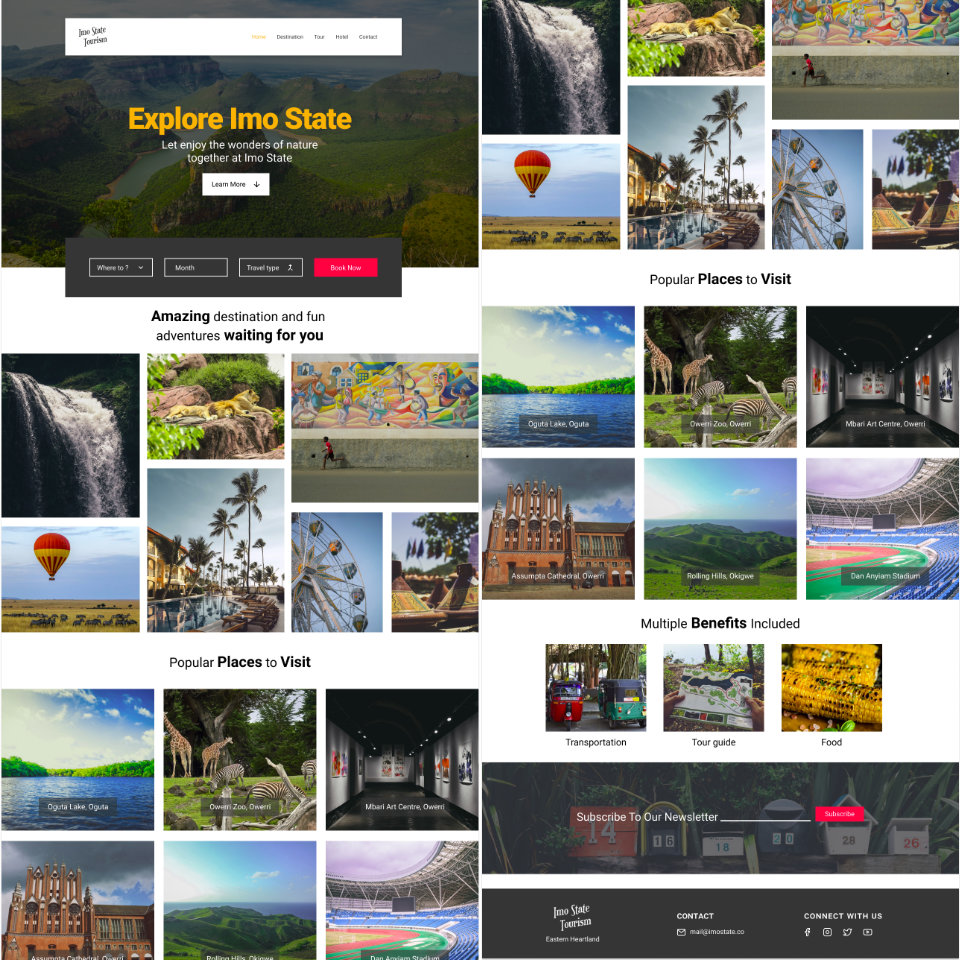 Imo State
Tourism
Home Destination Tour Hotel Contact
Explore Imo State
Let enjoy the wonders of nature
together at Imo State
Learn More
Where to ?
Month
Travel type
Book Now
Amazing destination and fun
adventures waiting for you
Popular Places to Visit
Oguta Lake, Oguta
Owerri Zoo, Owerri
Mbari Art Centre, Owerri
Assumpta Cathedral, Owerri
Rolling Hills, Okigwe
Dan Anyiam Stadium
Popular Places to Visit
Oguta Lake, Oguta
Owerri Zoo, Owerri
Mbari Art Centre, Owerri
Assumpta Cathedral, Owerri
Rolling Hills, Okigwe
Dan Anyiam Stadium
Multiple Benefits Included
Transportation
Tour guide
Food
Subscribe To Our Newsletter
Subscribe
14
16
18
20
28
26
Imo State
Tourism
Eastern Heartland
CONTACT
mail@imostate.co
CONNECT WITH US